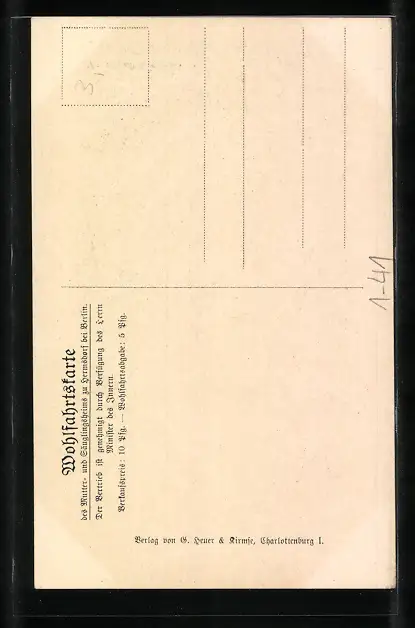 Wohlfahrtskarte
des Mutter- und Säuglingsheims zu Hermsdorf bei Berlin.
Der Vertrieb ist genehmigt durch Verfügung des Herrn
Minister des Innern.
Verkaufspreis: 10 Pfg. — Wohlfahrtsabgabe: 5 Pfg.
Verlag von G. Heuer & Kirmse, Charlottenburg I.
1-41